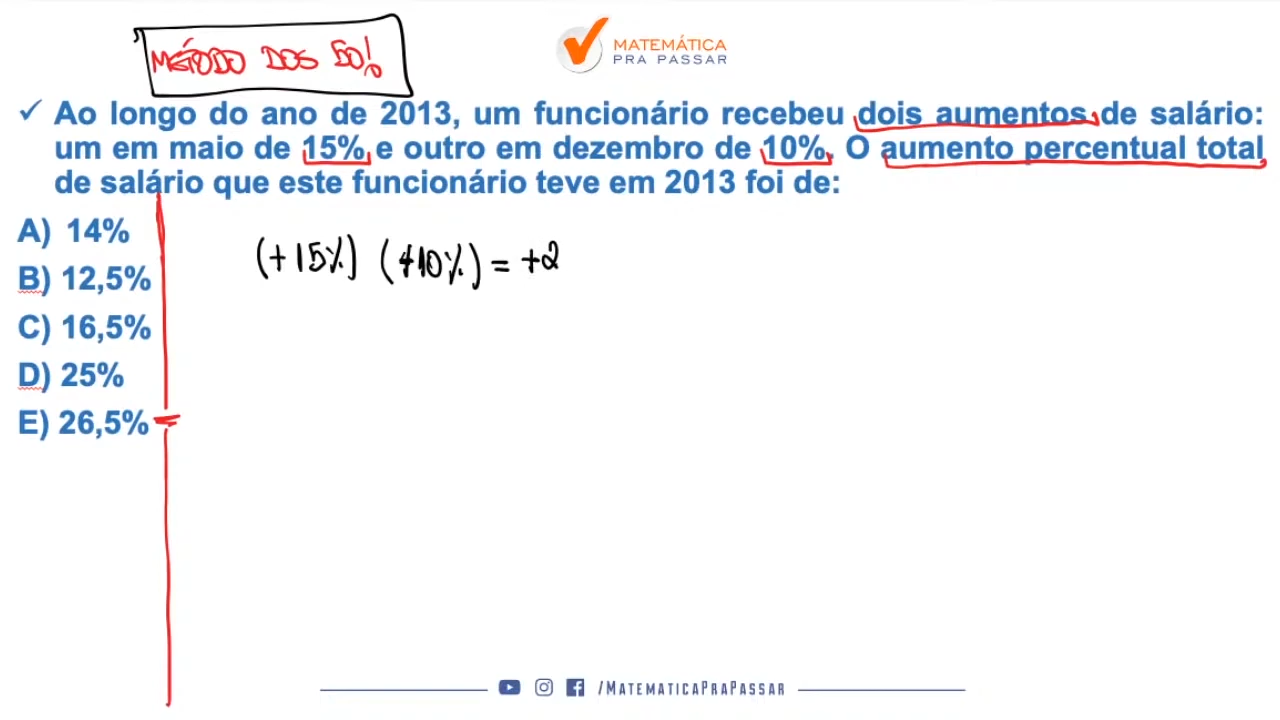 MÉTODO DOS 50!
MATEMÁTICA
PRA PASSAR
✓ Ao longo do ano de 2013, um funcionário recebeu dois aumentos de salário:
um em maio de 15% e outro em dezembro de 10%. O aumento percentual total
de salário que este funcionário teve em 2013 foi de:
A) 14%
B) 12,5%
C) 16,5%
D) 25%
E) 26,5%
(+15%) (+10%) = +2
/MATEMATICAPRAPASSAR